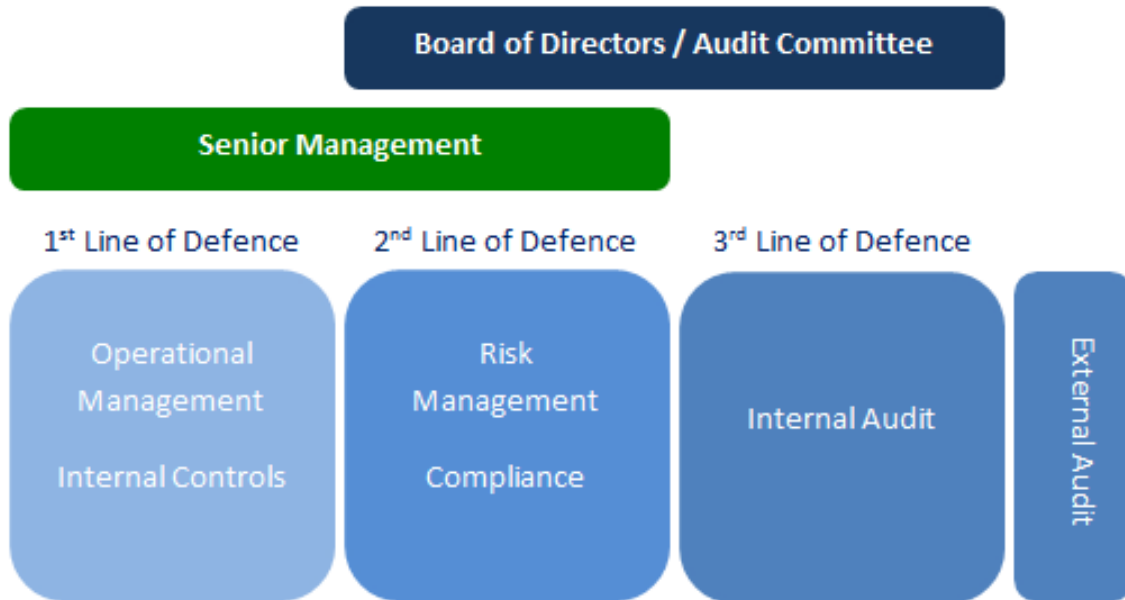 Board of Directors / Audit Committee
Senior Management
1st Line of Defence
2nd Line of Defence
3rd Line of Defence
Operational
Management
Internal Controls
Risk
Management
Compliance
Internal Audit
External Audit